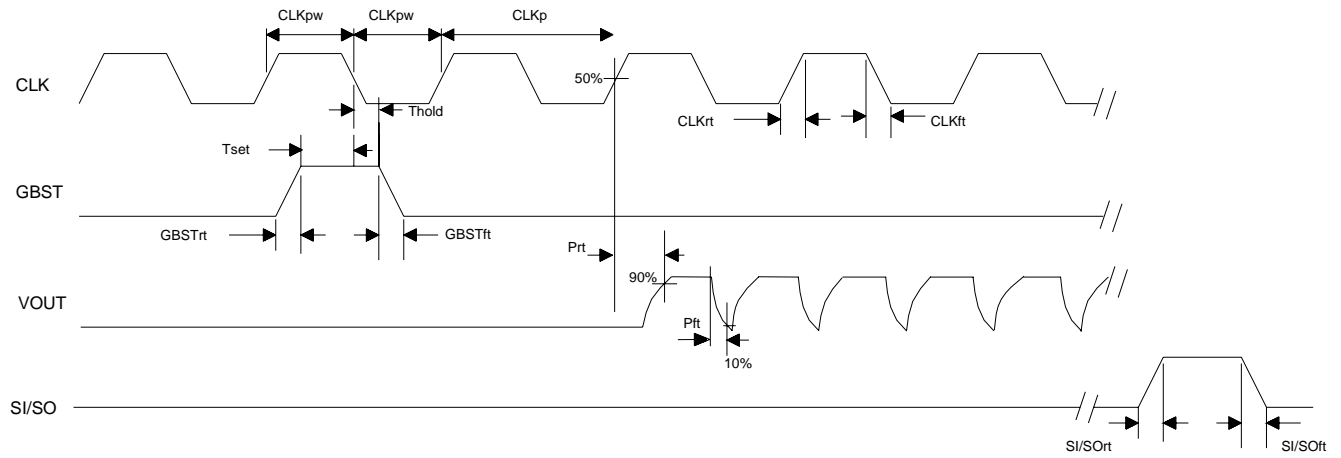 CLKpw CLKpw CLKp
CLK
50%
Thold
CLKrt
CLKft
Tset
GBST
GBSTrt
GBSTft
Prt
90%
VOUT
Pft
10%
SI/SO
SI/SOrt
SI/SOft